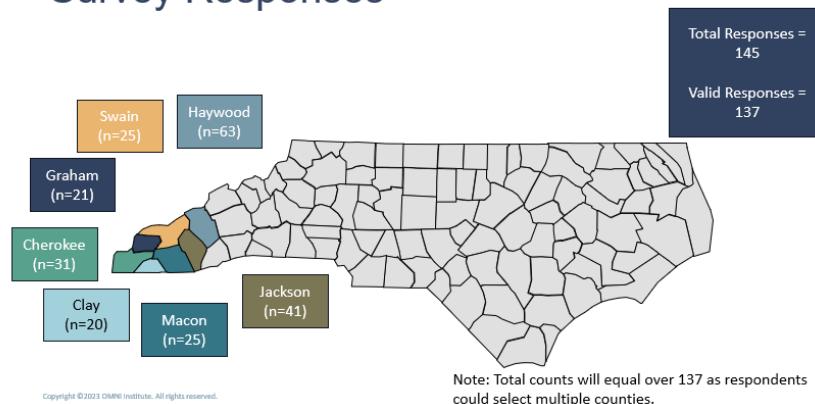 Survey Responses
Total Responses =
145
Valid Responses =
137
Swain
(n=25)
Haywood
(n=63)
Graham
(n=21)
Cherokee
(n=31)
Clay
(n=20)
Macon
(n=25)
Jackson
(n=41)
Note: Total counts will equal over 137 as respondents
could select multiple counties.
Copyright ©2023 OMNI Institute. All rights reserved.